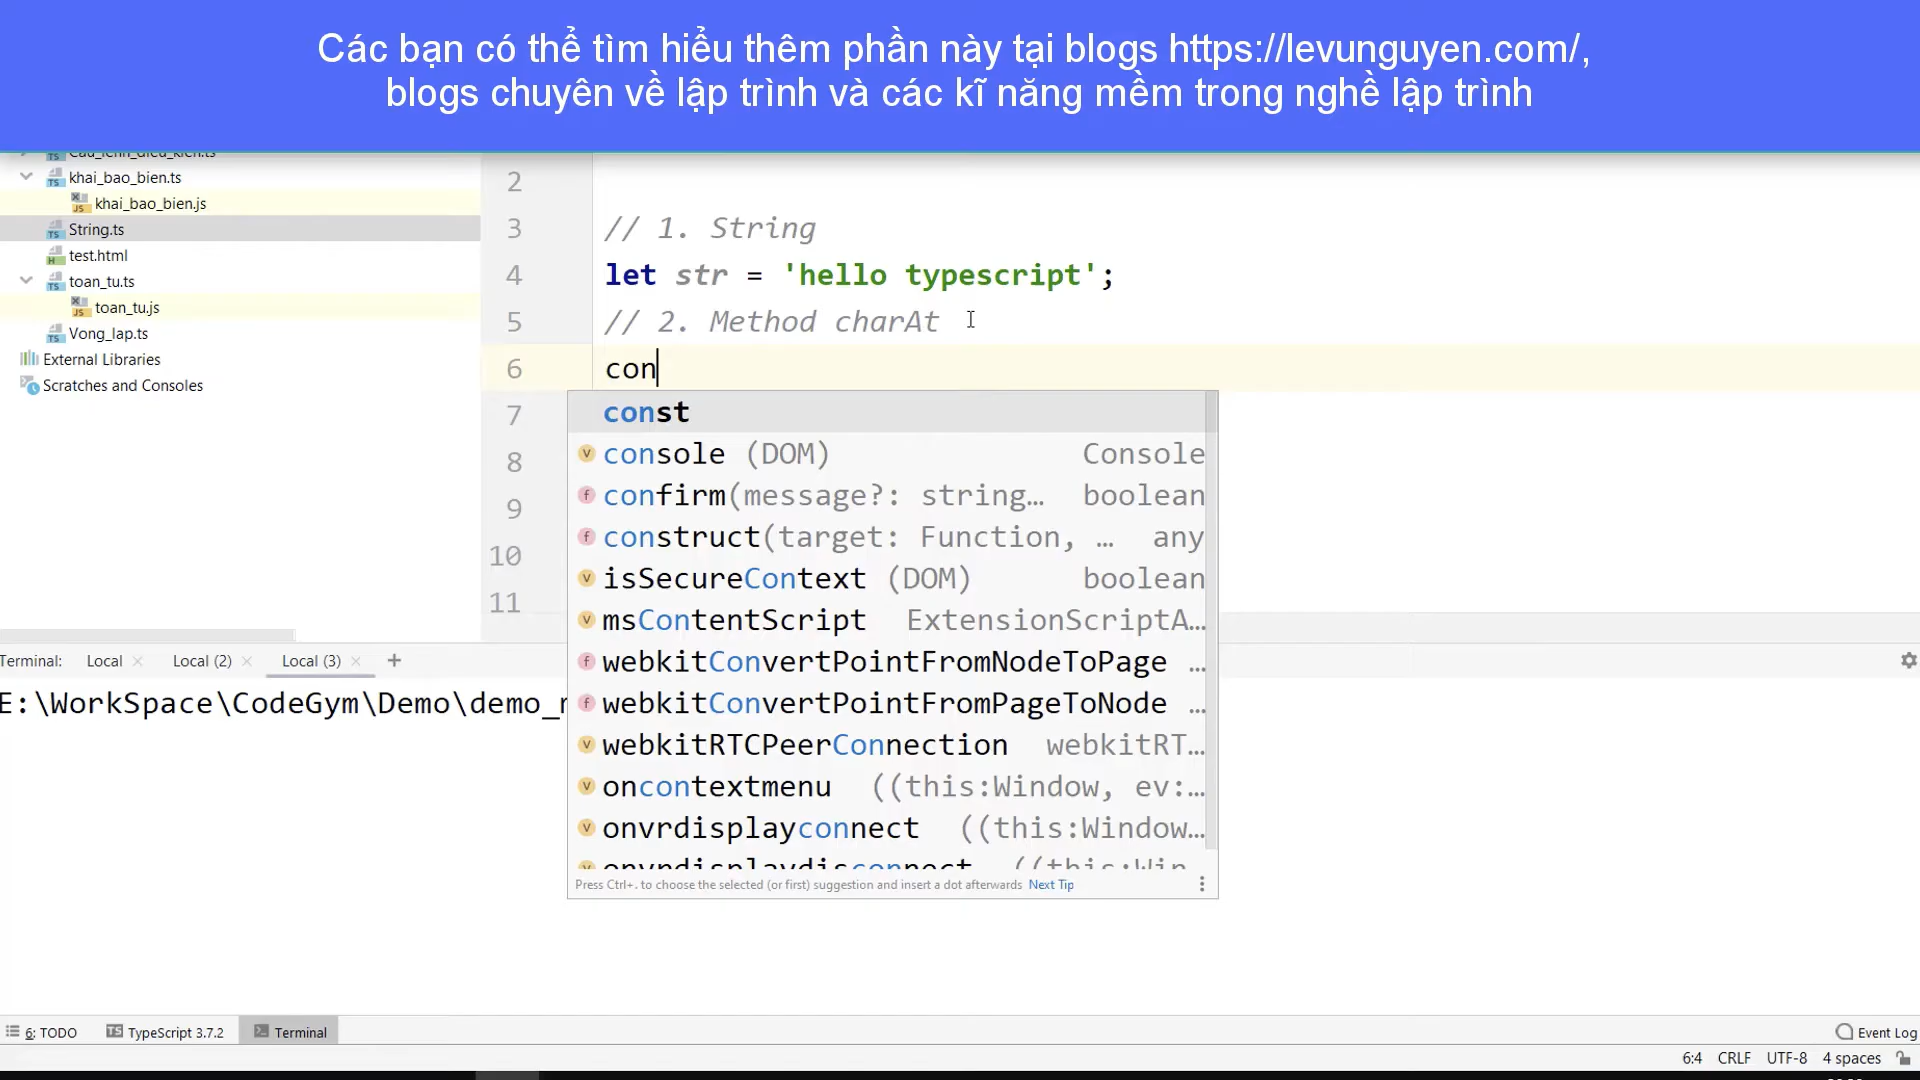 Các bạn có thể tìm hiểu thêm phần này tại blogs https://levunguyen.com/,
blogs chuyên về lập trình và các kĩ năng mềm trong nghề lập trình
khai_bao_bien.ts
khai_bao_bien.js
String.ts
test.html
toan_tu.ts
toan_tu.js
Vong_lap.ts
External Libraries
Scratches and Consoles
2
3 // 1. String
4 let str = 'hello typescript';
5 // 2. Method charAt
6 con
7
8
9
10
11
const
console (DOM) Console
confirm(message?: string… boolean
construct(target: Function, … any
isSecureContext (DOM) boolean
msContentScript ExtensionScriptA…
webkitConvertPointFromNodeToPage …
webkitConvertPointFromPageToNode …
webkitRTCPeerConnection webkitRT…
oncontextmenu ((this:Window, ev:…
onvrdisplayconnect ((this:Window…
onvrdisplaydisconnect ((this:Win…
Press Ctrl+. to choose the selected (or first) suggestion and insert a dot afterwards Next Tip
Terminal: Local Local (2) Local (3)
E:\WorkSpace\CodeGym\Demo\demo_
6: TODO TypeScript 3.7.2 Terminal Event Log
6:4 CRLF UTF-8 4 spaces